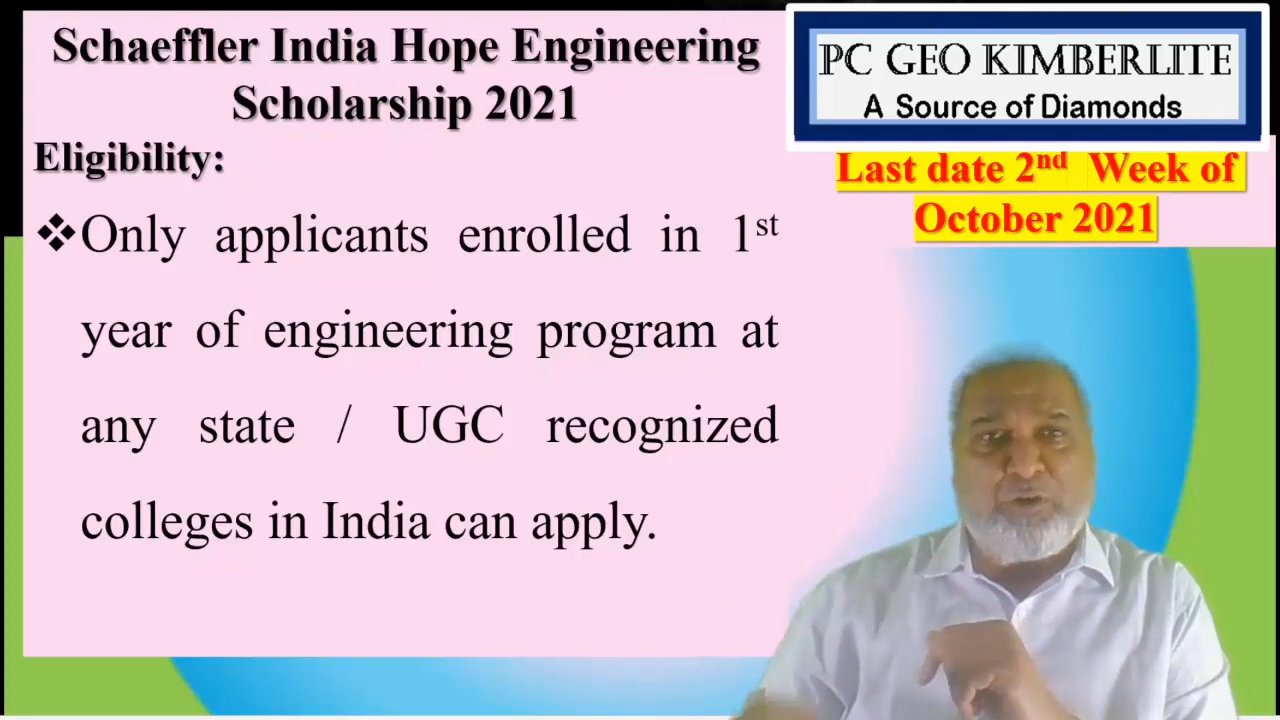 Schaeffler India Hope Engineering
Scholarship 2021
Eligibility:
❖Only applicants enrolled in 1st
year of engineering program at
any state / UGC recognized
colleges in India can apply.
PC GEO KIMBERLITE
A Source of Diamonds
Last date 2nd Week of
October 2021